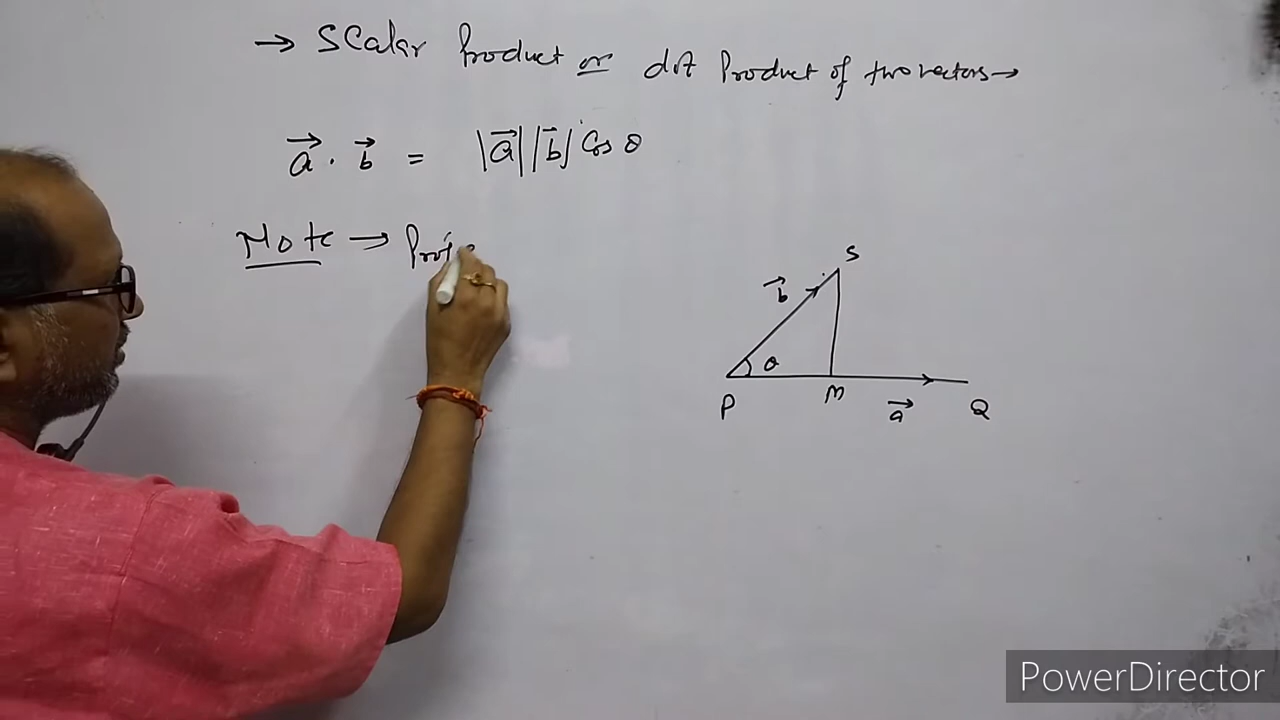 → Scalar Product or dot Product of two vectors →
a⃗ . b⃗ = |a⃗| |b⃗| Cos θ
Note →
S
b⃗
θ
P M a⃗ Q
PowerDirector